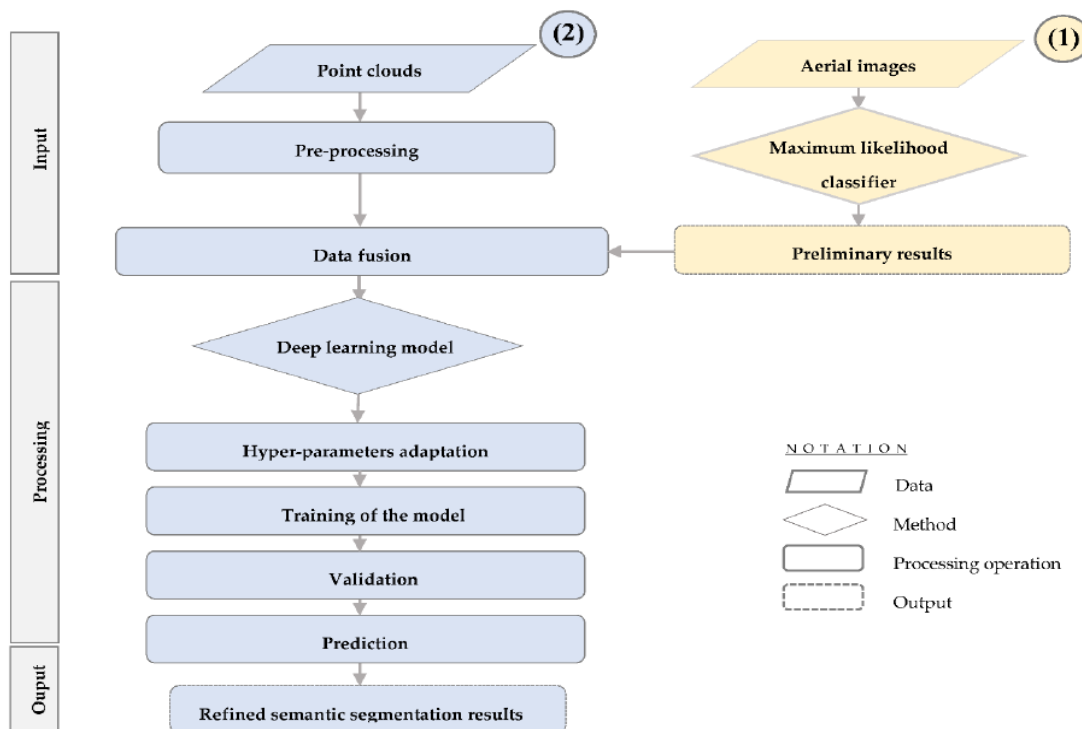 (2)
(1)
Point clouds
Aerial images
Input
Pre-processing
Maximum likelihood
classifier
Data fusion
Preliminary results
Processing
Deep learning model
Hyper-parameters adaptation
Training of the model
Validation
Prediction
NOTATION
Data
Method
Processing operation
Output
Ouput
Refined semantic segmentation results